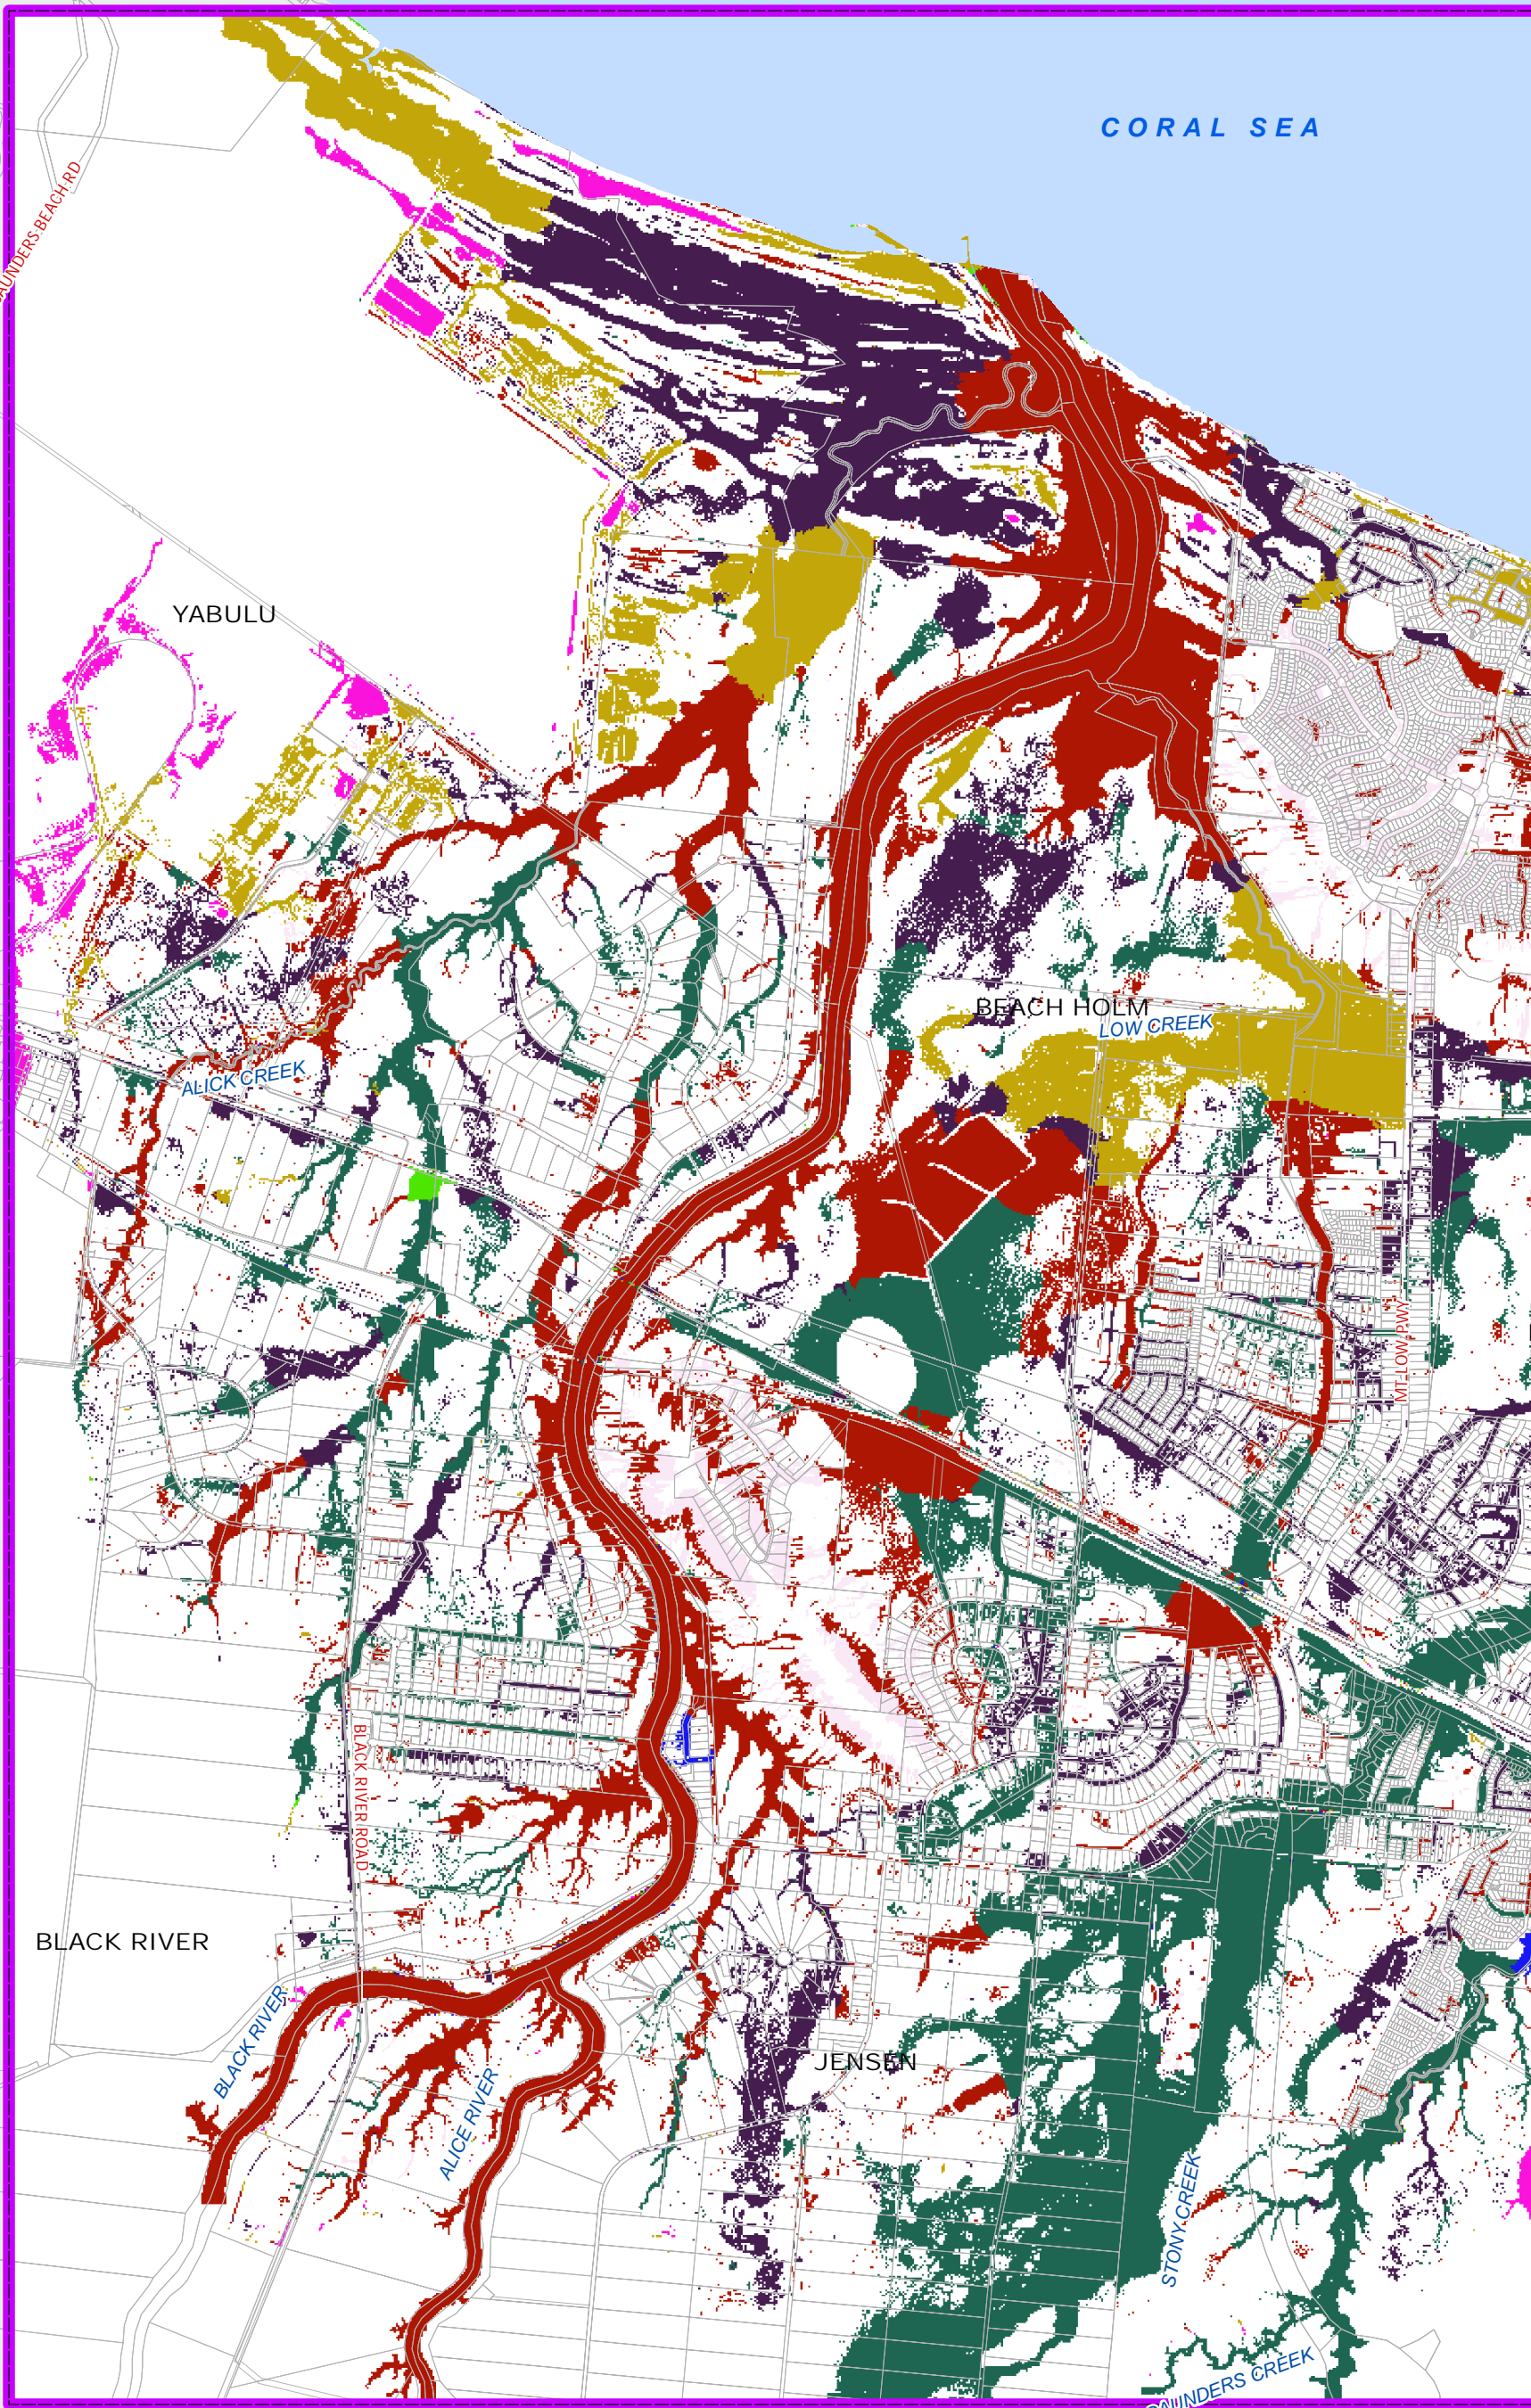 CORAL SEA
SAUNDERS BEACH RD
YABULU
BEACH HOLM
LOW CREEK
ALICK CREEK
MT LOW PWY
BLACK RIVER ROAD
BLACK RIVER
BLACK RIVER
JENSEN
ALICE RIVER
STONY CREEK
SAUNDERS CREEK